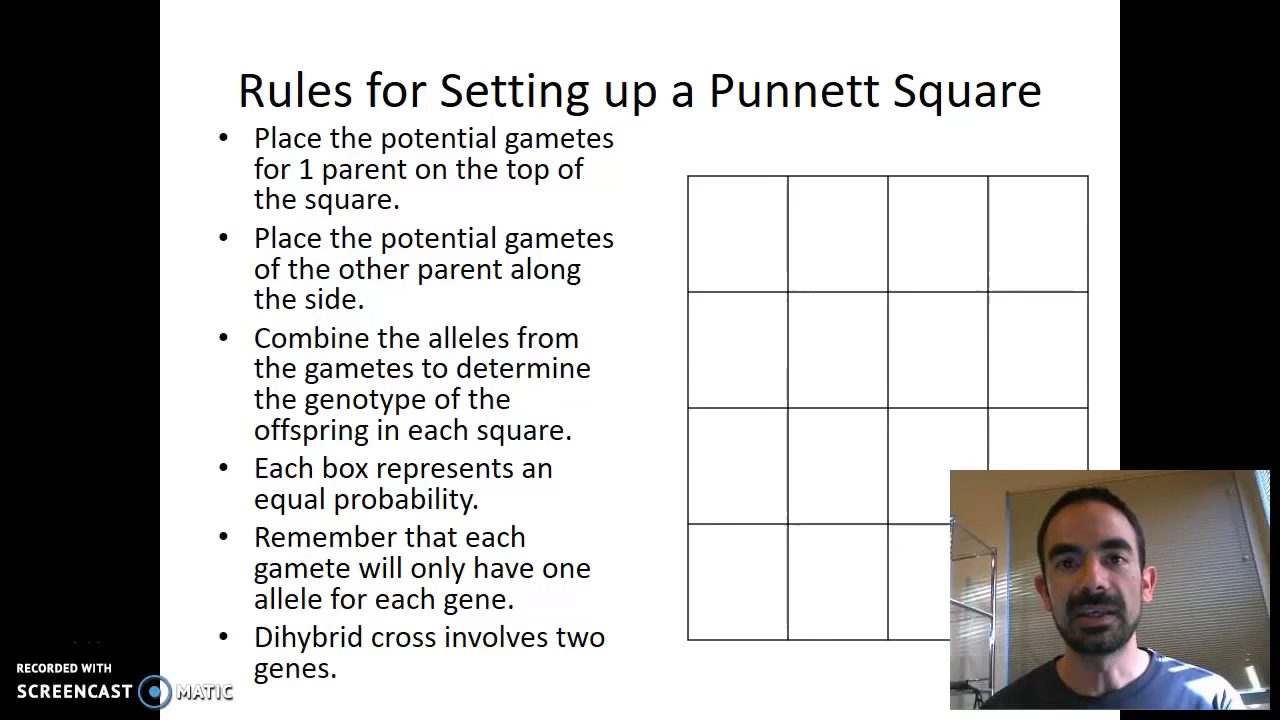 Rules for Setting up a Punnett Square
• Place the potential gametes
for 1 parent on the top of
the square.
• Place the potential gametes
of the other parent along
the side.
• Combine the alleles from
the gametes to determine
the genotype of the
offspring in each square.
• Each box represents an
equal probability.
• Remember that each
gamete will only have one
allele for each gene.
• Dihybrid cross involves two
genes.
RECORDED WITH
SCREENCAST MATIC